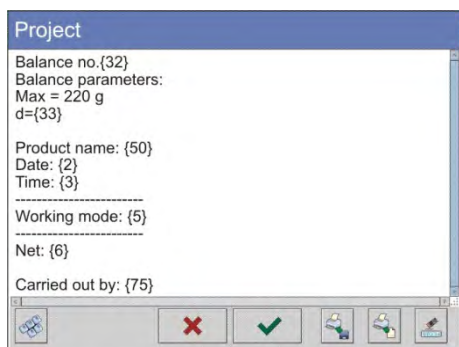 Project
Balance no.{32}
Balance parameters:
Max = 220 g
d={33}
Product name: {50}
Date: {2}
Time: {3}
------------------------
Working mode: {5}
------------------------
Net: {6}
Carried out by: {75}